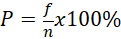 P = f/n x100%